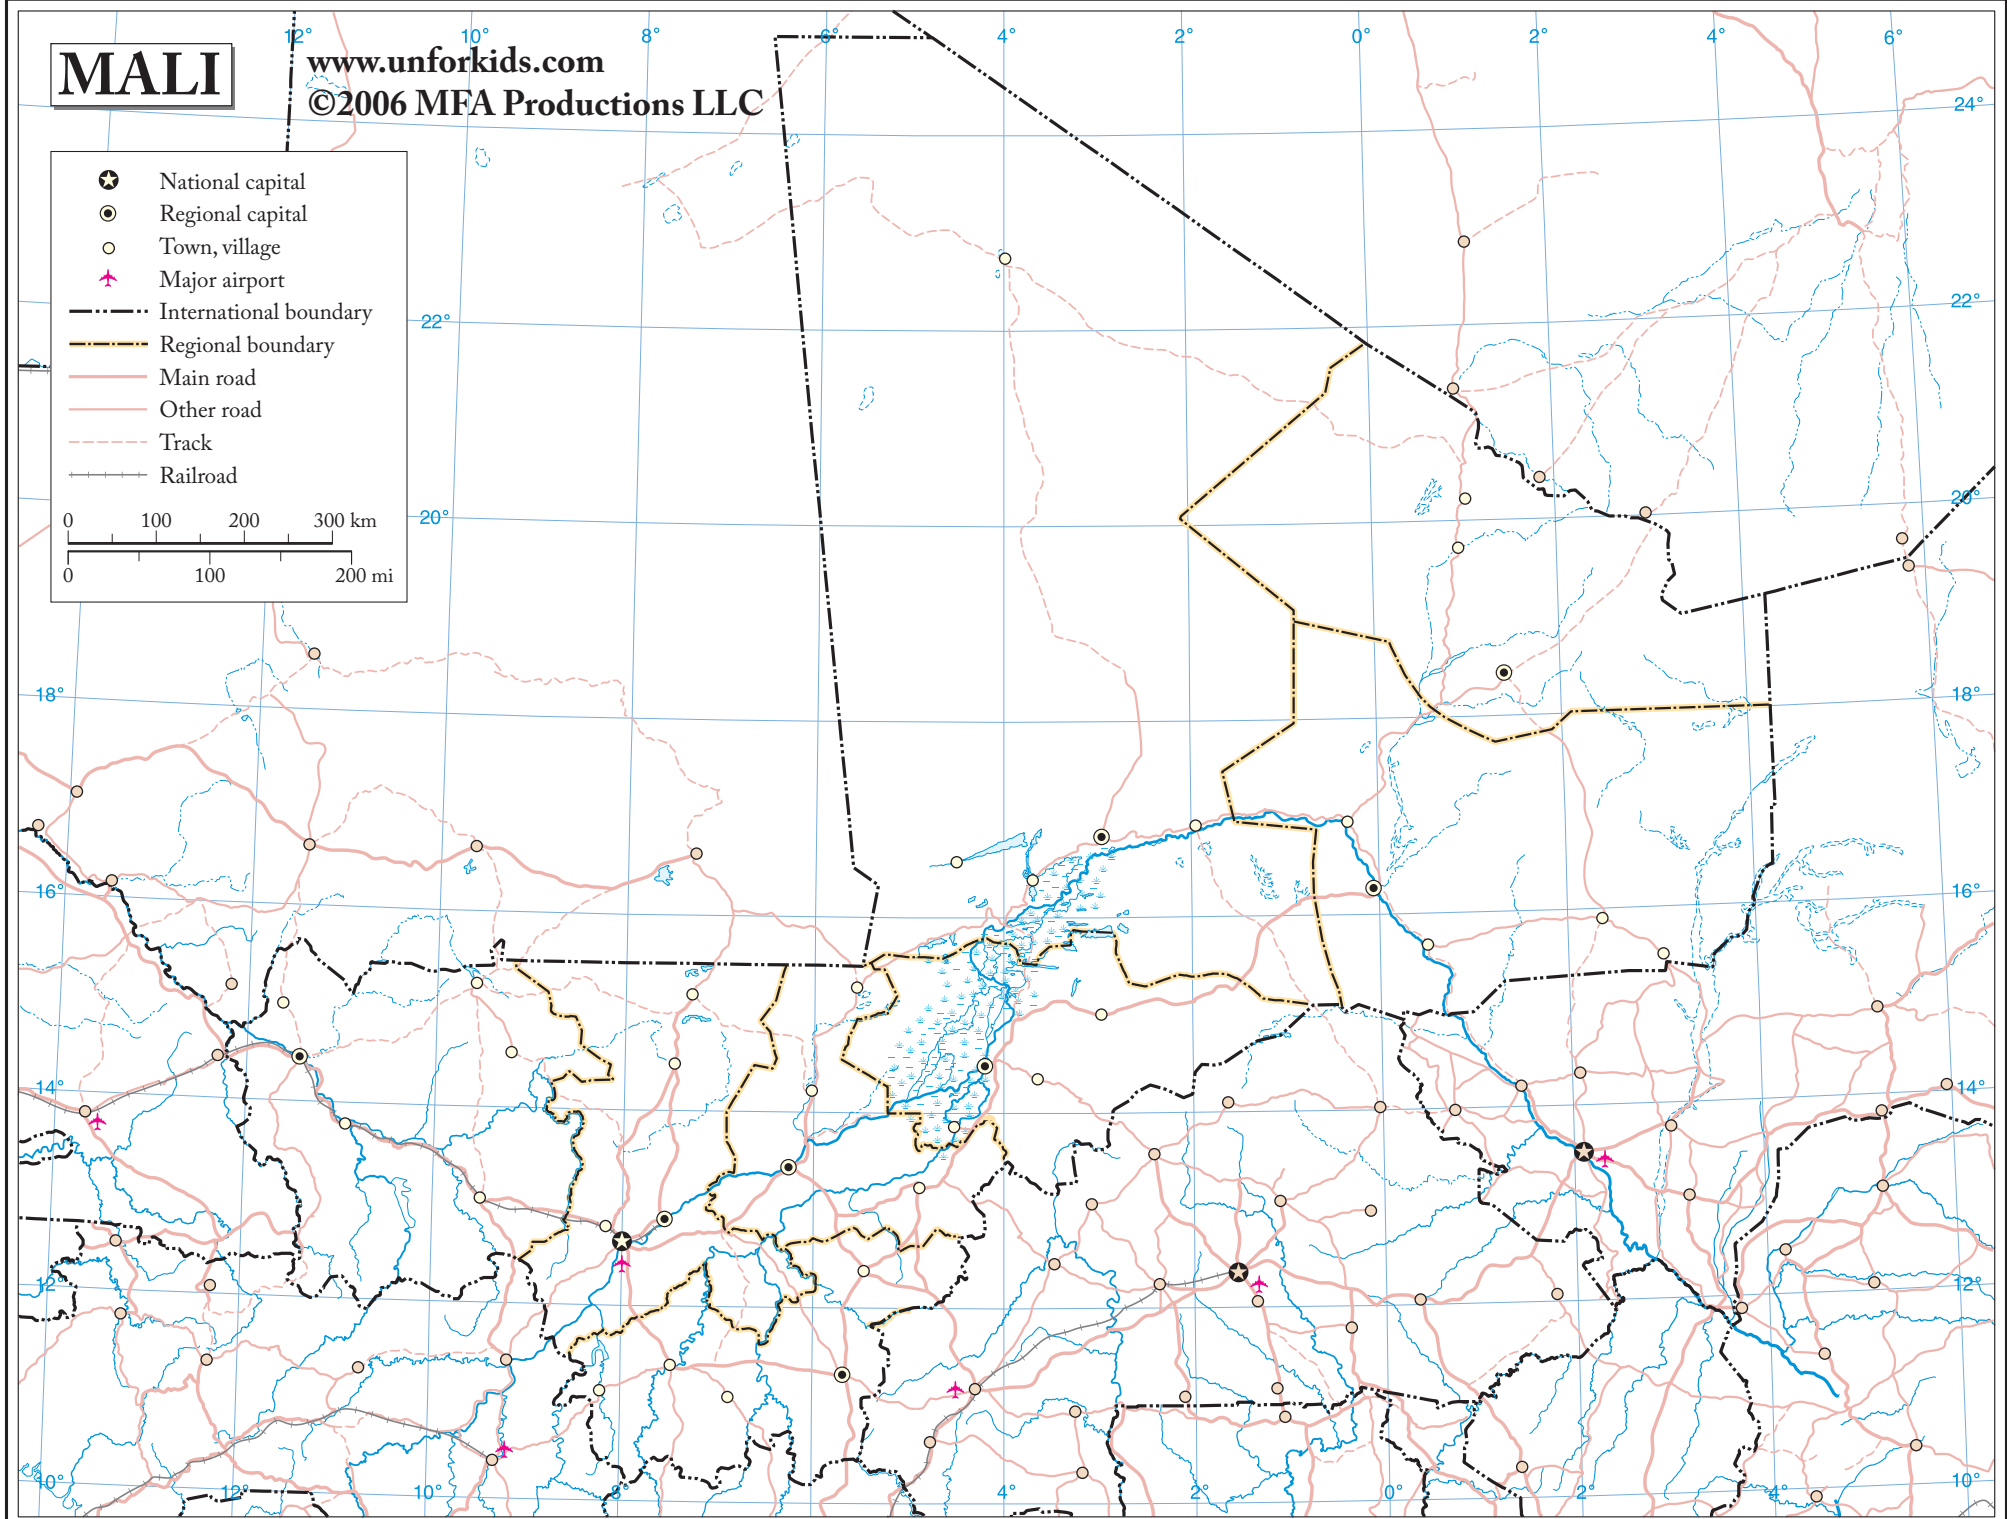 12° 8° 6° 4° 2° 0° 2° 4° 6°
MALI
www.unforkids.com
©2006 MFA Productions LLC
24°
National capital
Regional capital
Town, village
Major airport
International boundary
Regional boundary
Main road
Other road
Track
Railroad
0 100 200 300 km
0 100 200 mi
22° 22°
20° 20°
18° 18°
16° 16°
14° 14°
12° 12°
10° 10°
12° 10° 8° 4° 2° 0° 2° 4°